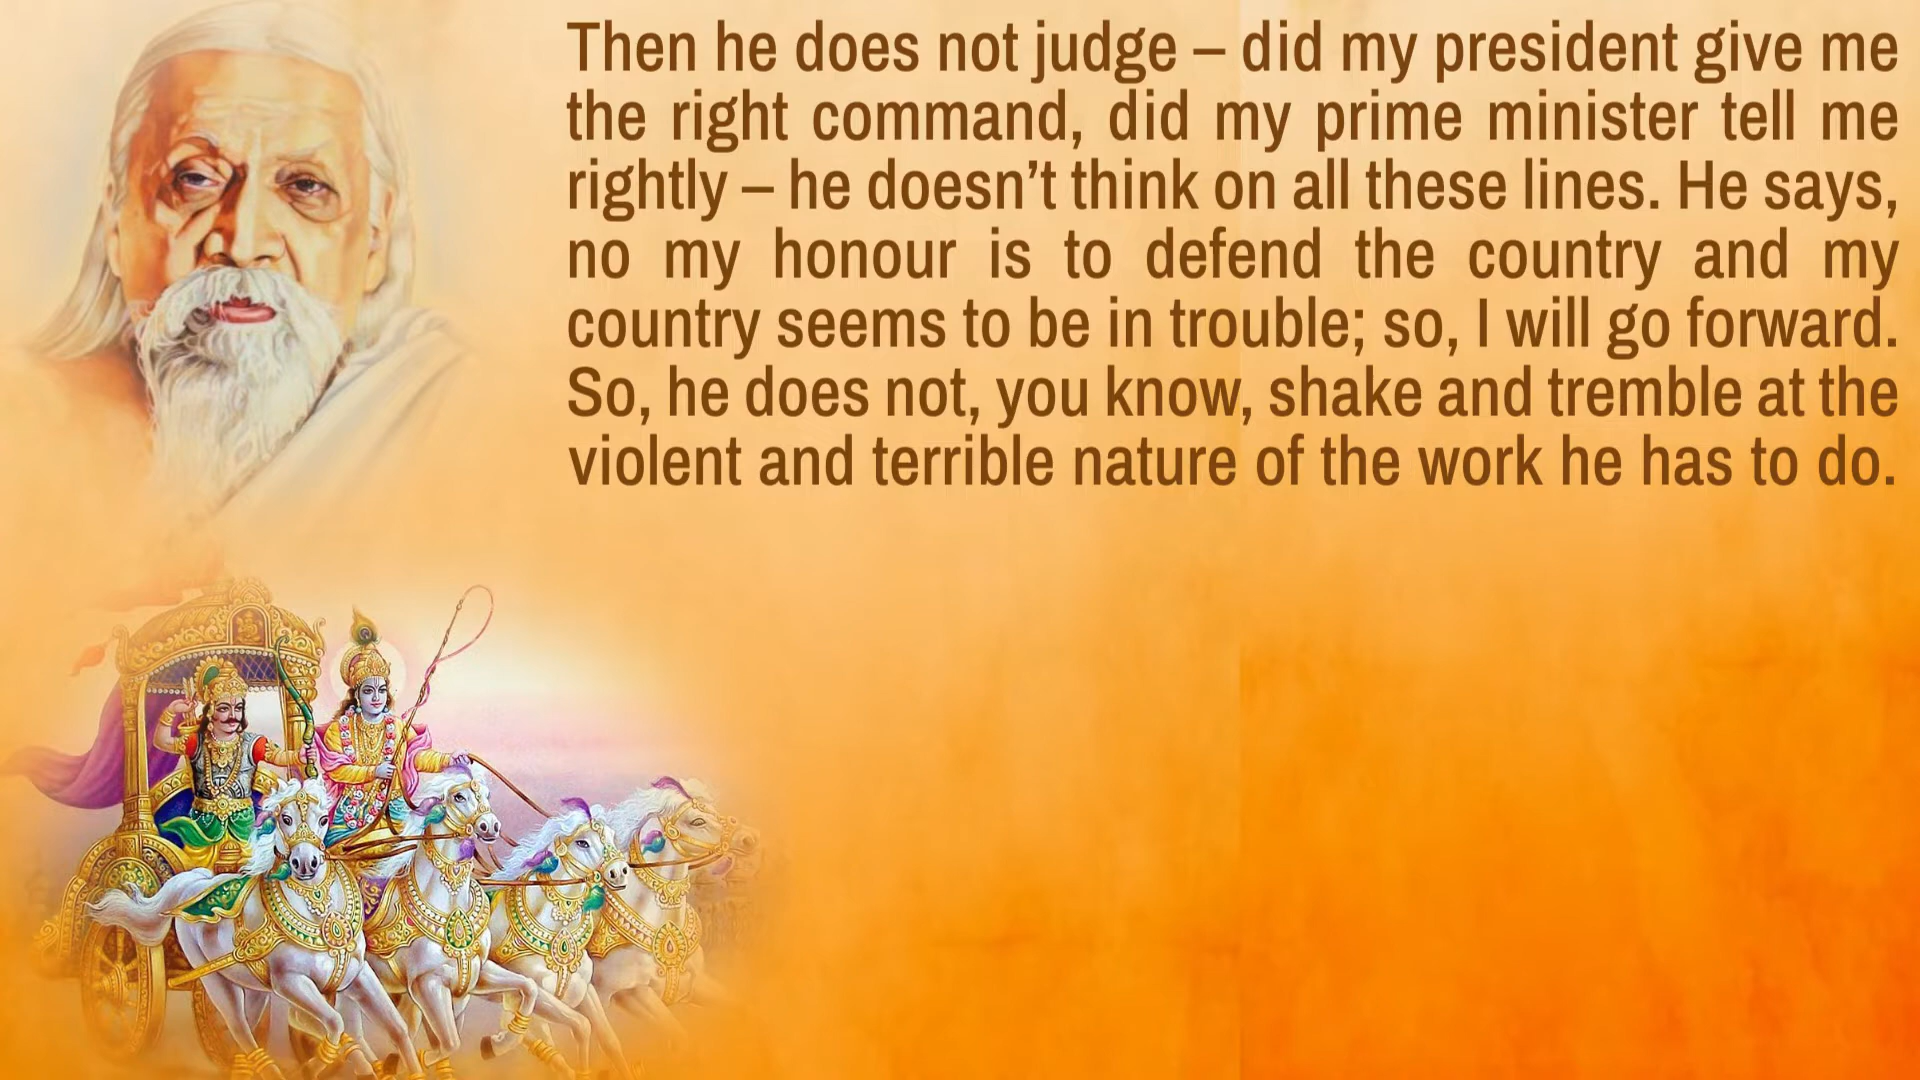 Then he does not judge – did my president give me
the right command, did my prime minister tell me
rightly – he doesn’t think on all these lines. He says,
no my honour is to defend the country and my
country seems to be in trouble; so, I will go forward.
So, he does not, you know, shake and tremble at the
violent and terrible nature of the work he has to do.